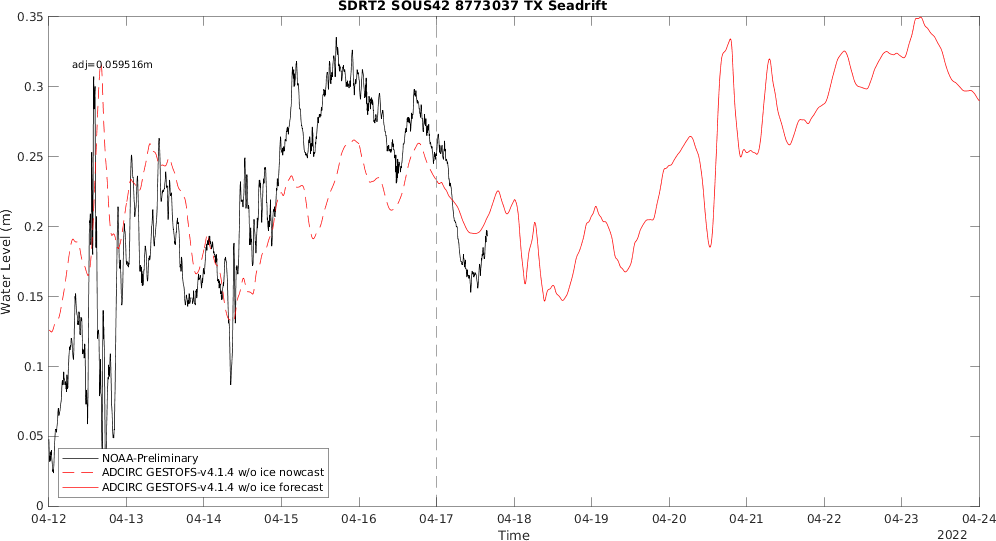 SDRT2 SOUS42 8773037 TX Seadrift
0.35
adj=0.059516m
0.3
0.25
0.2
0.15
0.1
0.05
0
Water Level (m)
NOAA-Preliminary
ADCIRC GESTOFS-v4.1.4 w/o ice nowcast
ADCIRC GESTOFS-v4.1.4 w/o ice forecast
04-12 04-13 04-14 04-15 04-16 04-17 04-18 04-19 04-20 04-21 04-22 04-23 04-24
Time
2022